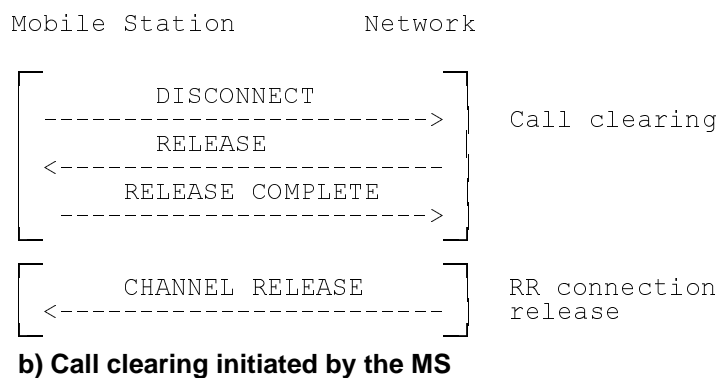 Mobile Station Network
DISCONNECT
------------------------> Call clearing
RELEASE
<------------------------
RELEASE COMPLETE
----------------------->
CHANNEL RELEASE RR connection
<------------------------ release
b) Call clearing initiated by the MS